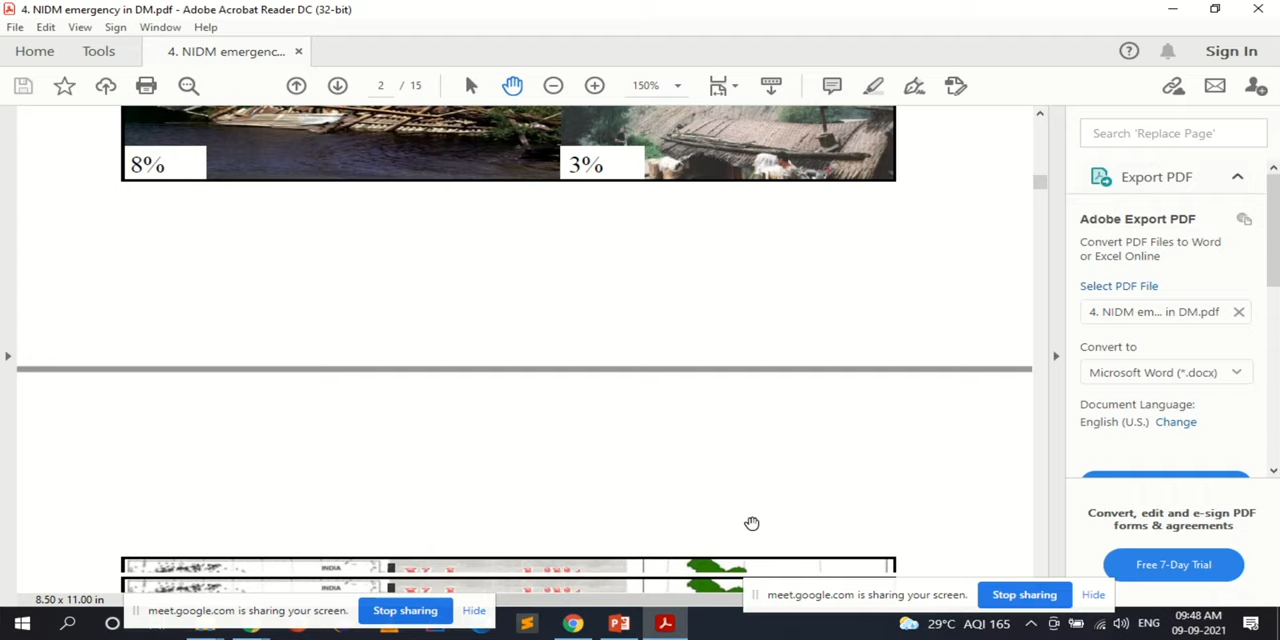 4. NIDM emergency in DM.pdf - Adobe Acrobat Reader DC (32-bit)
File Edit View Sign Window Help
Home Tools 4. NIDM emergenc... × Sign In
2 / 15 150%
8% 3%
Search 'Replace Page'
Export PDF
Adobe Export PDF
Convert PDF Files to Word
or Excel Online
Select PDF File
4. NIDM em... in DM.pdf
Convert to
Microsoft Word (*.docx)
Document Language:
English (U.S.) Change
Convert, edit and e-sign PDF
forms & agreements
Free 7-Day Trial
INDIA
INDIA
8.50 x 11.00 in
meet.google.com is sharing your screen. Stop sharing Hide
meet.google.com is sharing your screen. Stop sharing Hide
29°C AQI 165 ENG 09:48 AM
09-09-2021